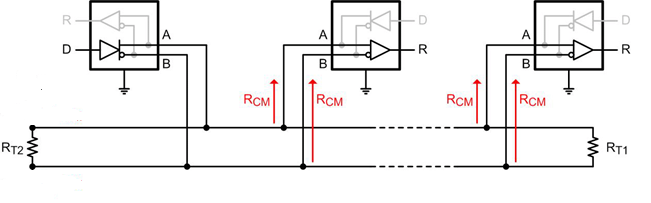 R A D
D B R
A D
B R
A D
B R
RCM RCM RCM RCM
RT2 RT1